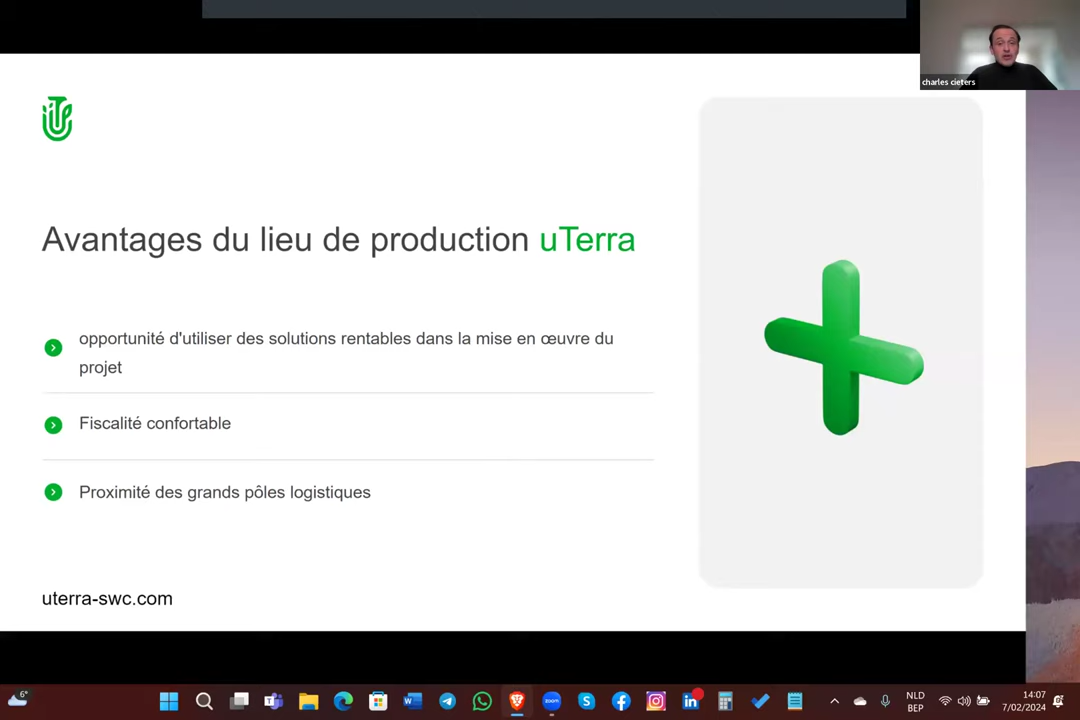 charles cieters
Avantages du lieu de production uTerra
opportunité d'utiliser des solutions rentables dans la mise en œuvre du
projet
Fiscalité confortable
Proximité des grands pôles logistiques
uterra-swc.com
6°
NLD
BEP
14:07
7/02/2024